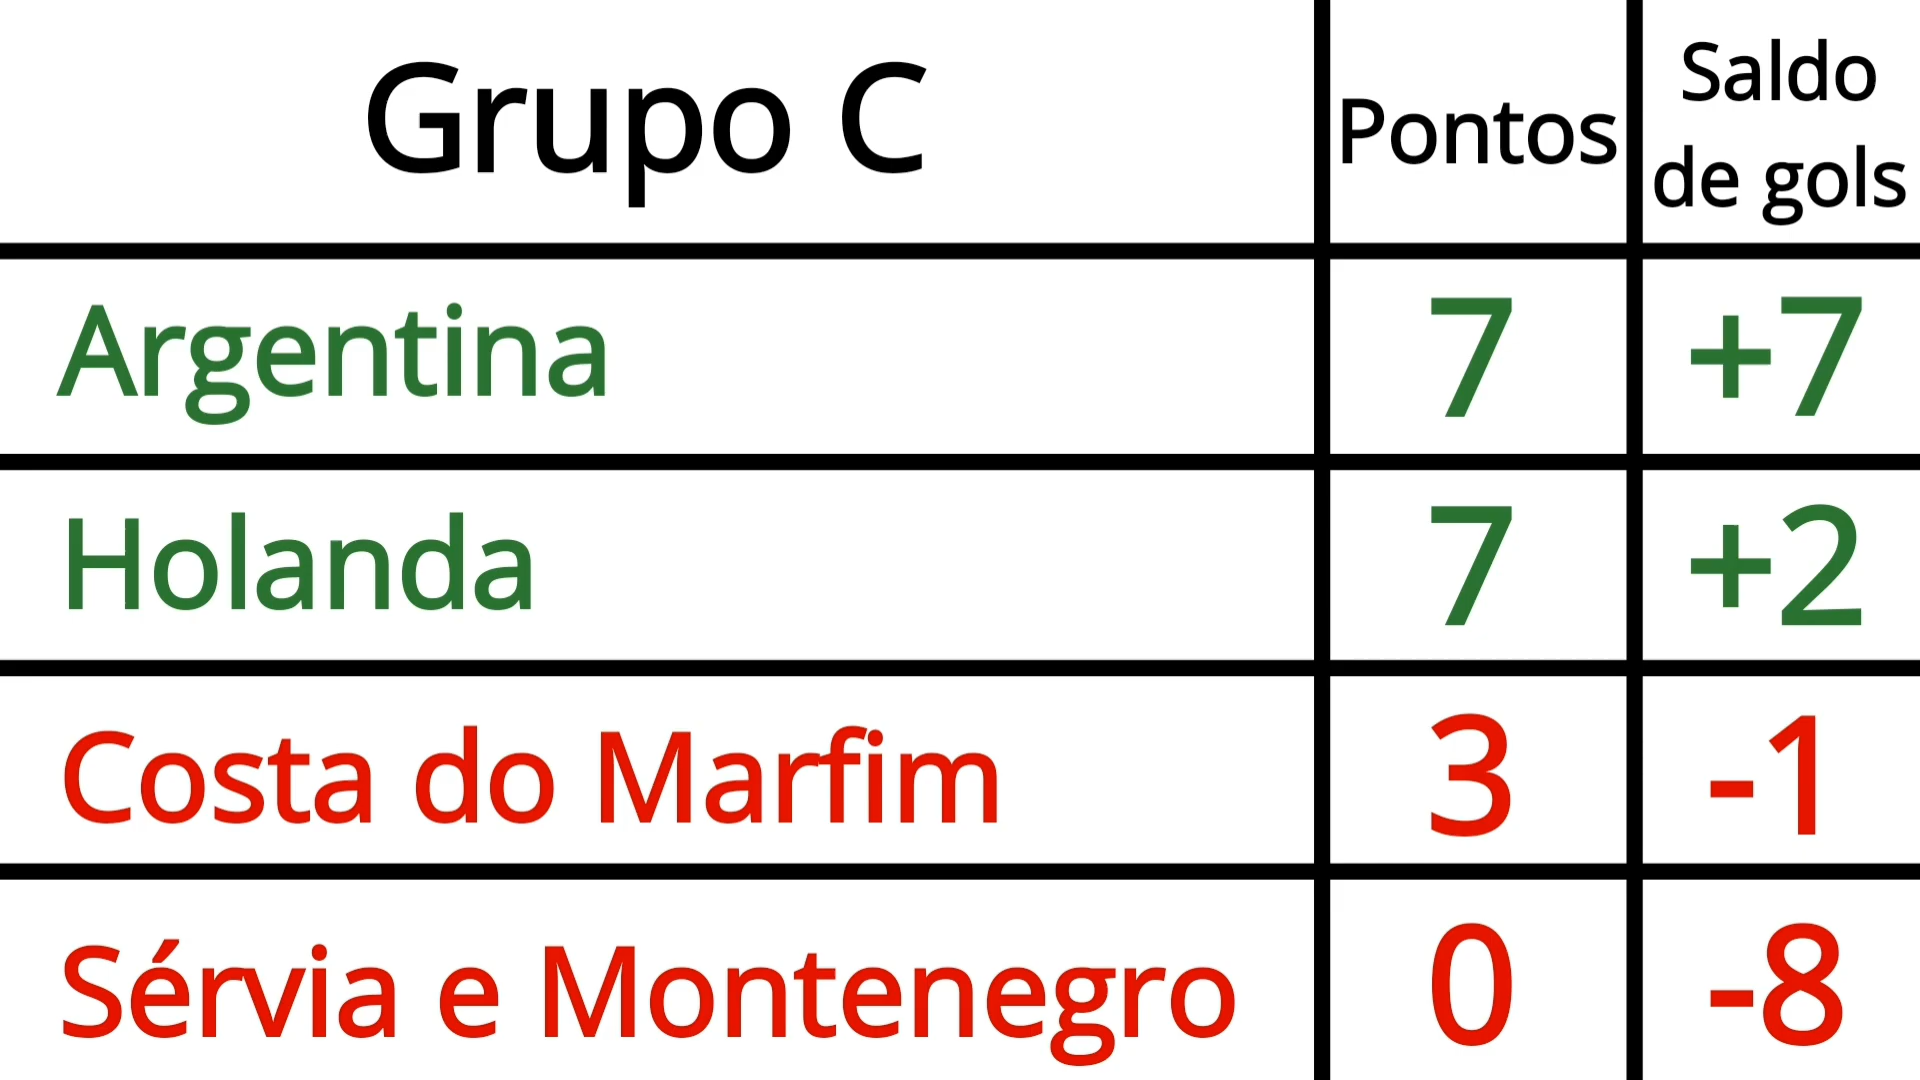 Grupo C Pontos Saldo de gols
Argentina 7 +7
Holanda 7 +2
Costa do Marfim 3 -1
Sérvia e Montenegro 0 -8